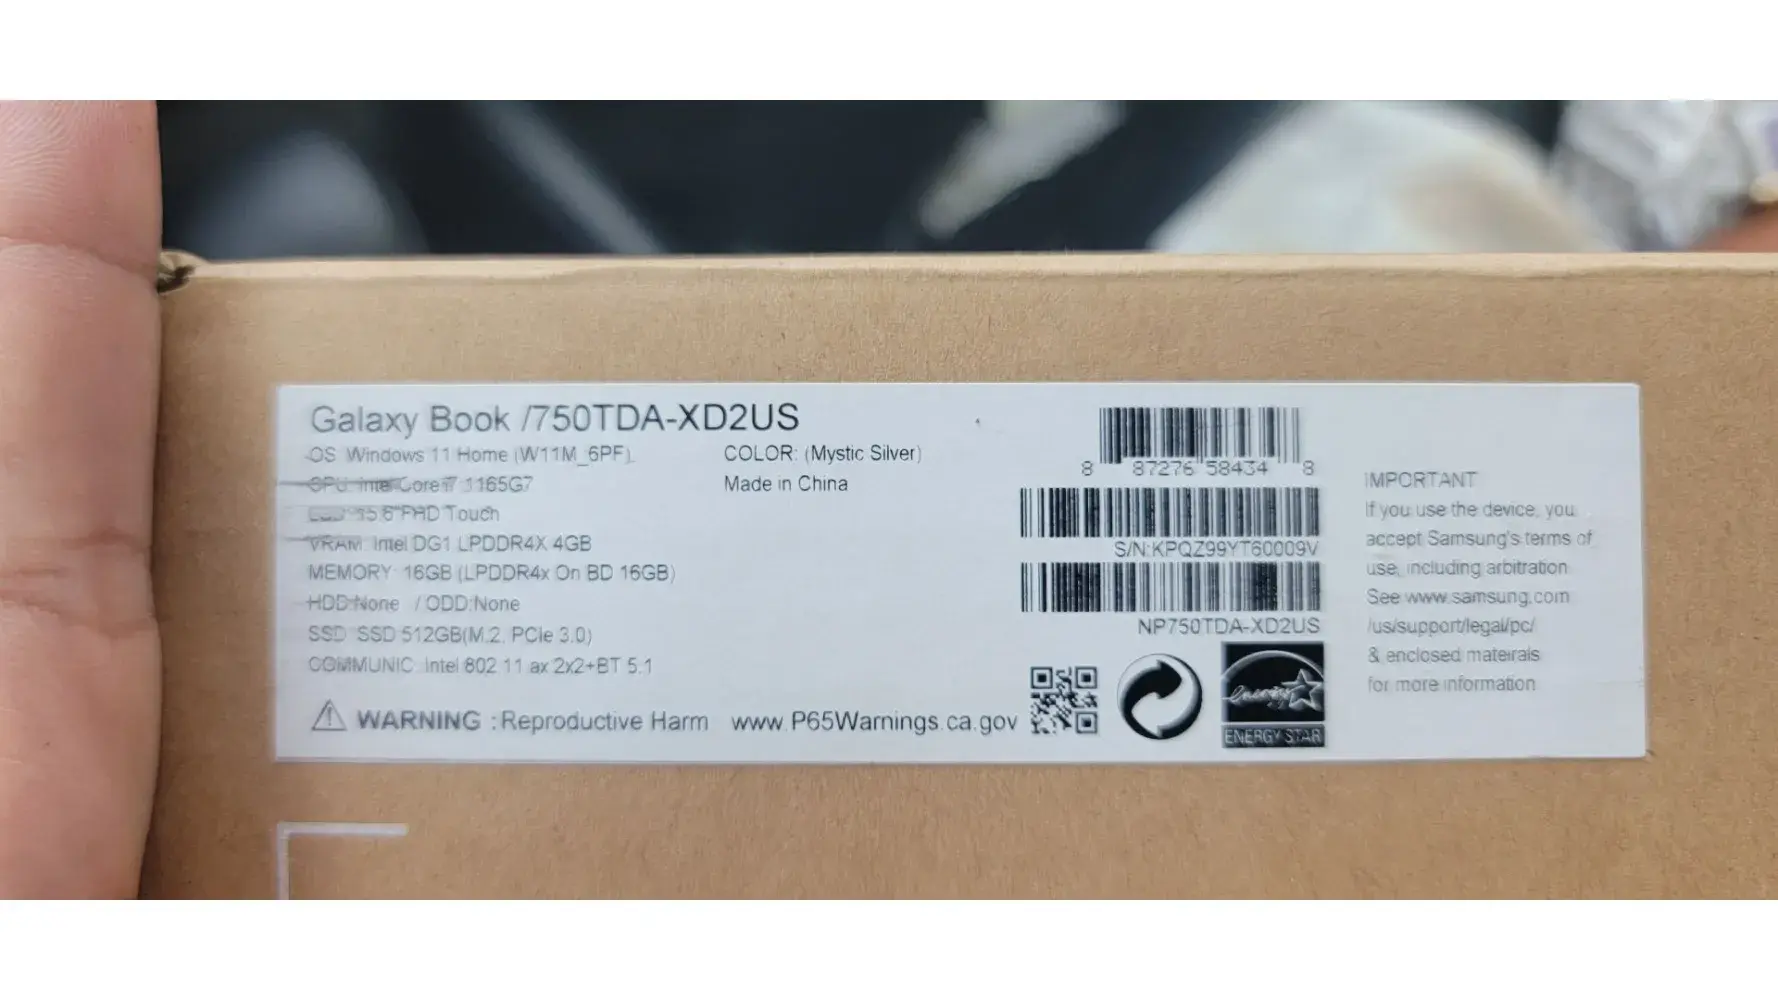 Galaxy Book /750TDA-XD2US
OS: Windows 11 Home (W11M_6PF)
COLOR: (Mystic Silver)
CPU: Intel Core i7 1165G7
Made in China
LCD: 15.6"FHD Touch
VRAM: Intel DG1 LPDDR4X 4GB
MEMORY: 16GB (LPDDR4x On BD 16GB)
HDD:None / ODD:None
SSD: SSD 512GB(M.2, PCIe 3.0)
COMMUNIC: Intel 802.11 ax 2x2+BT 5.1
WARNING :Reproductive Harm www.P65Warnings.ca.gov
8 87276 58434 8
S/N:KPQZ99YT60009V
NP750TDA-XD2US
energy
ENERGY STAR
IMPORTANT
If you use the device, you
accept Samsung's terms of
use, including arbitration
See www.samsung.com
/us/support/legal/pc/
& enclosed mateirals
for more information